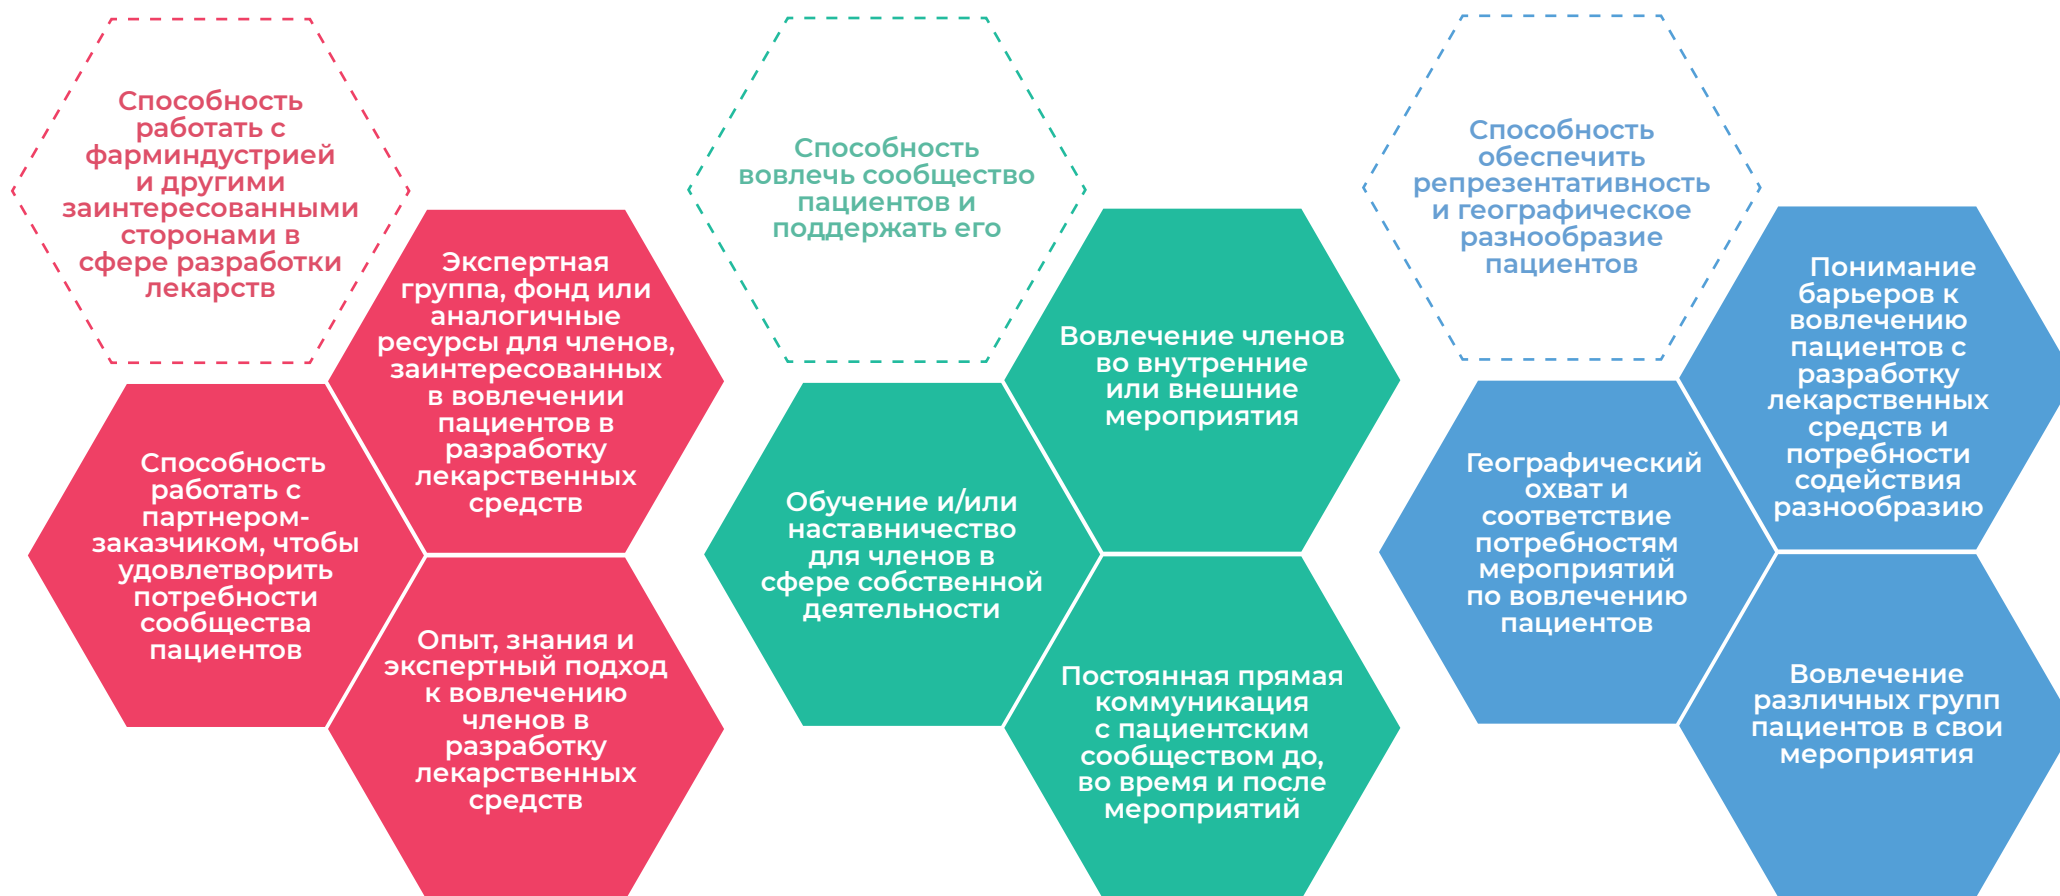 Способность
работать с
фарминдустрией
и другими
заинтересованными
сторонами в
сфере разработки
лекарств
Экспертная
группа, фонд или
аналогичные
ресурсы для членов,
заинтересованных
в вовлечении
пациентов в
разработку
лекарственных
средств
Способность
работать с
партнером-
заказчиком, чтобы
удовлетворить
потребности
сообщества
пациентов
Опыт, знания и
экспертный подход
к вовлечению
членов в
разработку
лекарственных
средств
Способность
вовлечь сообщество
пациентов и
поддержать его
Вовлечение членов
во внутренние
или внешние
мероприятия
Обучение и/или
наставничество
для членов в
сфере собственной
деятельности
Постоянная прямая
коммуникация
с пациентским
сообществом до,
во время и после
мероприятий
Способность
обеспечить
репрезентативность
и географическое
разнообразие
пациентов
Понимание
барьеров к
вовлечению
пациентов с
разработку
лекарственных
средств и
потребности
содействия
разнообразию
Географический
охват и
соответствие
потребностям
мероприятий
по вовлечению
пациентов
Вовлечение
различных групп
пациентов в свои
мероприятия